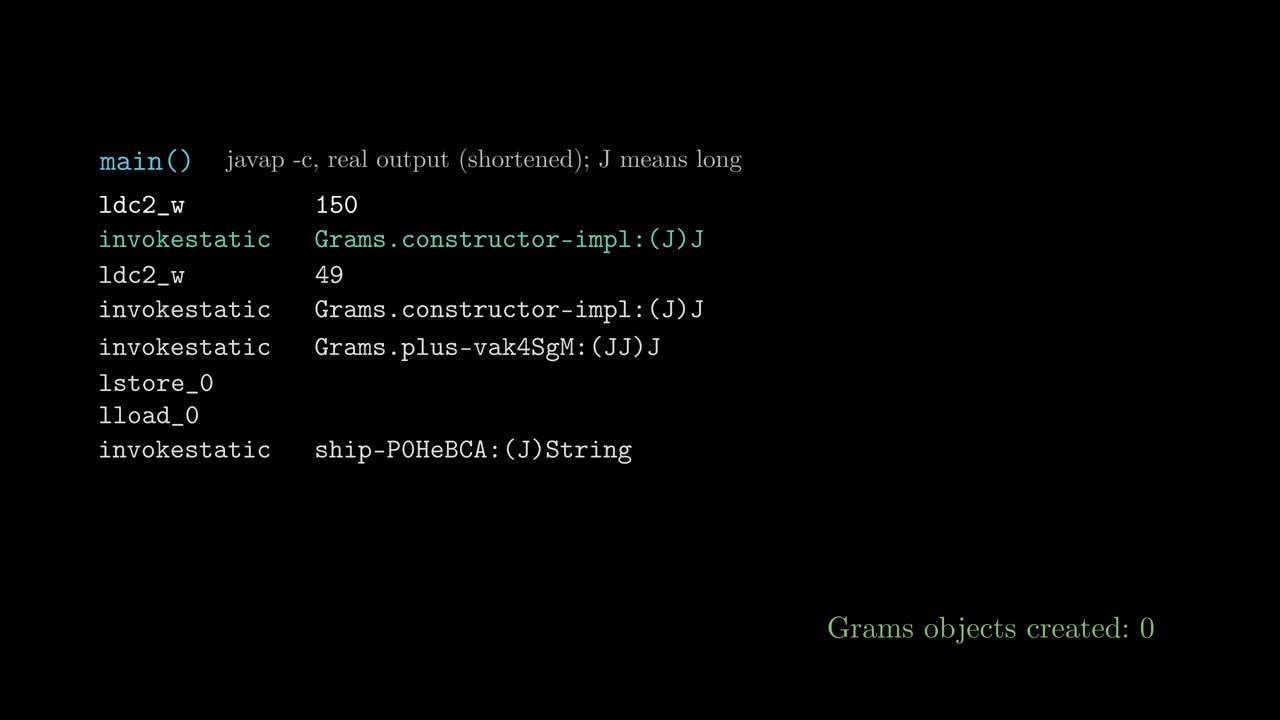 main() javap -c, real output (shortened); J means long
ldc2_w 150
invokestatic Grams.constructor-impl:(J)J
ldc2_w 49
invokestatic Grams.constructor-impl:(J)J
invokestatic Grams.plus-vak4SgM:(JJ)J
lstore_0
lload_0
invokestatic ship-P0HeBCA:(J)String
Grams objects created: 0